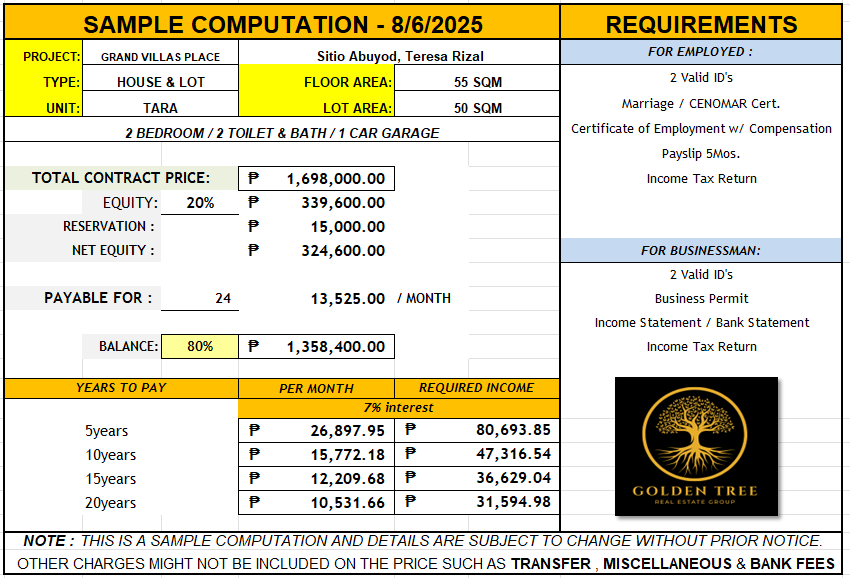 SAMPLE COMPUTATION - 8/6/2025
PROJECT: GRAND VILLAS PLACE Sitio Abuyod, Teresa Rizal
TYPE: HOUSE & LOT FLOOR AREA: 55 SQM
UNIT: TARA LOT AREA: 50 SQM
2 BEDROOM / 2 TOILET & BATH / 1 CAR GARAGE
TOTAL CONTRACT PRICE: ₱ 1,698,000.00
EQUITY: 20% ₱ 339,600.00
RESERVATION : ₱ 15,000.00
NET EQUITY : ₱ 324,600.00
PAYABLE FOR : 24 13,525.00 / MONTH
BALANCE: 80% ₱ 1,358,400.00
YEARS TO PAY PER MONTH REQUIRED INCOME
7% interest
5years ₱ 26,897.95 ₱ 80,693.85
10years ₱ 15,772.18 ₱ 47,316.54
15years ₱ 12,209.68 ₱ 36,629.04
20years ₱ 10,531.66 ₱ 31,594.98
REQUIREMENTS
FOR EMPLOYED :
2 Valid ID's
Marriage / CENOMAR Cert.
Certificate of Employment w/ Compensation
Payslip 5Mos.
Income Tax Return
FOR BUSINESSMAN:
2 Valid ID's
Business Permit
Income Statement / Bank Statement
Income Tax Return
GOLDEN TREE
REAL ESTATE GROUP
NOTE : THIS IS A SAMPLE COMPUTATION AND DETAILS ARE SUBJECT TO CHANGE WITHOUT PRIOR NOTICE.
OTHER CHARGES MIGHT NOT BE INCLUDED ON THE PRICE SUCH AS TRANSFER , MISCELLANEOUS & BANK FEES